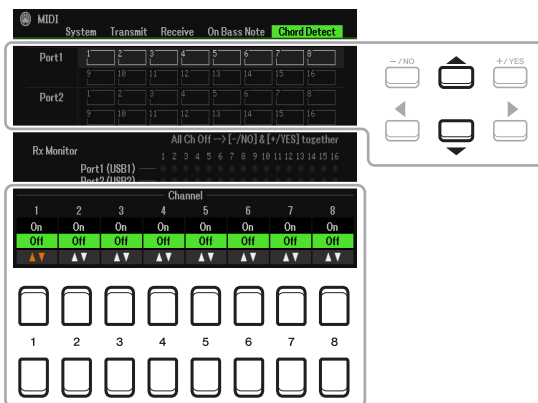 MIDI
System Transmit Receive On Bass Note Chord Detect
Port1 1 2 3 4 5 6 7 8
9 10 11 12 13 14 15 16
Port2 1 2 3 4 5 6 7 8
9 10 11 12 13 14 15 16
-/NO +/YES
All Ch Off --> [-/NO] & [+/YES] together
Rx Monitor 1 2 3 4 5 6 7 8 9 10 11 12 13 14 15 16
Port1 (USB1)
Port2 (USB2)
Channel
1 2 3 4 5 6 7 8
On On On On On On On On
Off Off Off Off Off Off Off Off
1 2 3 4 5 6 7 8